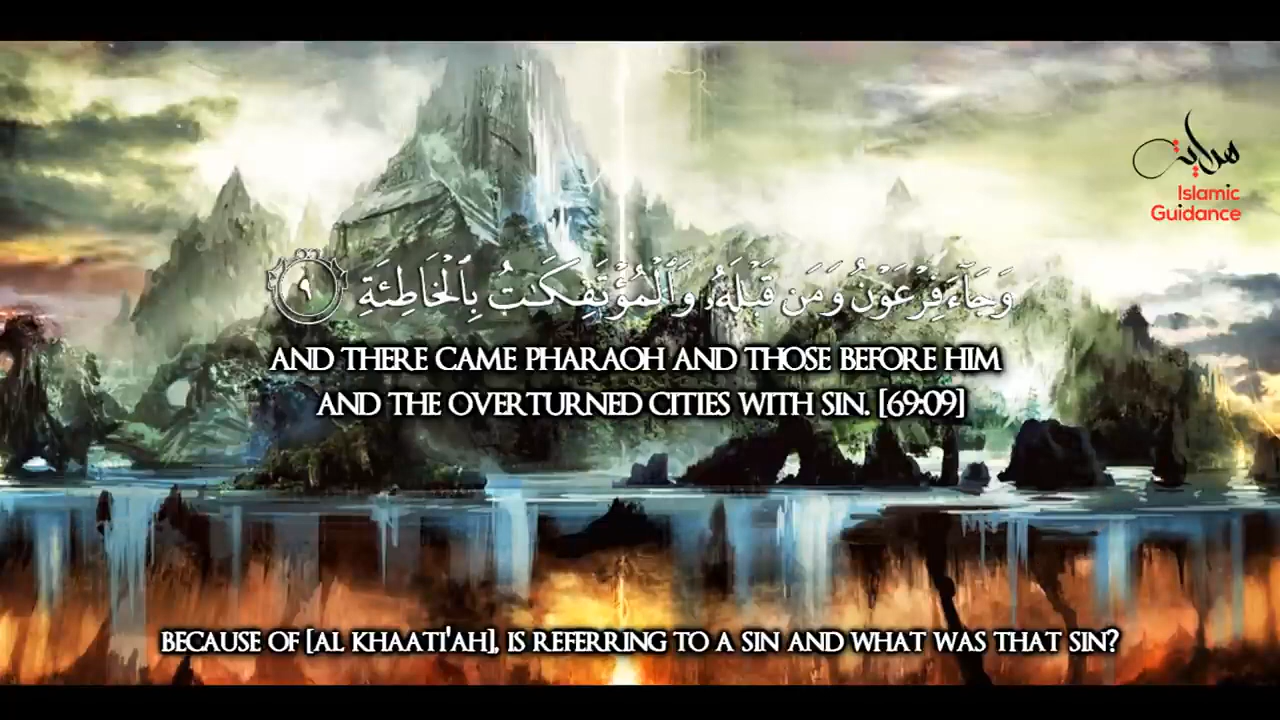 هداية
Islamic
Guidance
وَجَآءَ فِرْعَوْنُ وَمَن قَبْلَهُۥ وَٱلْمُؤْتَفِكَـٰتُ بِٱلْخَاطِئَةِ ٩
AND THERE CAME PHARAOH AND THOSE BEFORE HIM
AND THE OVERTURNED CITIES WITH SIN. [69:09]
BECAUSE OF [AL KHAATI'AH], IS REFERRING TO A SIN AND WHAT WAS THAT SIN?